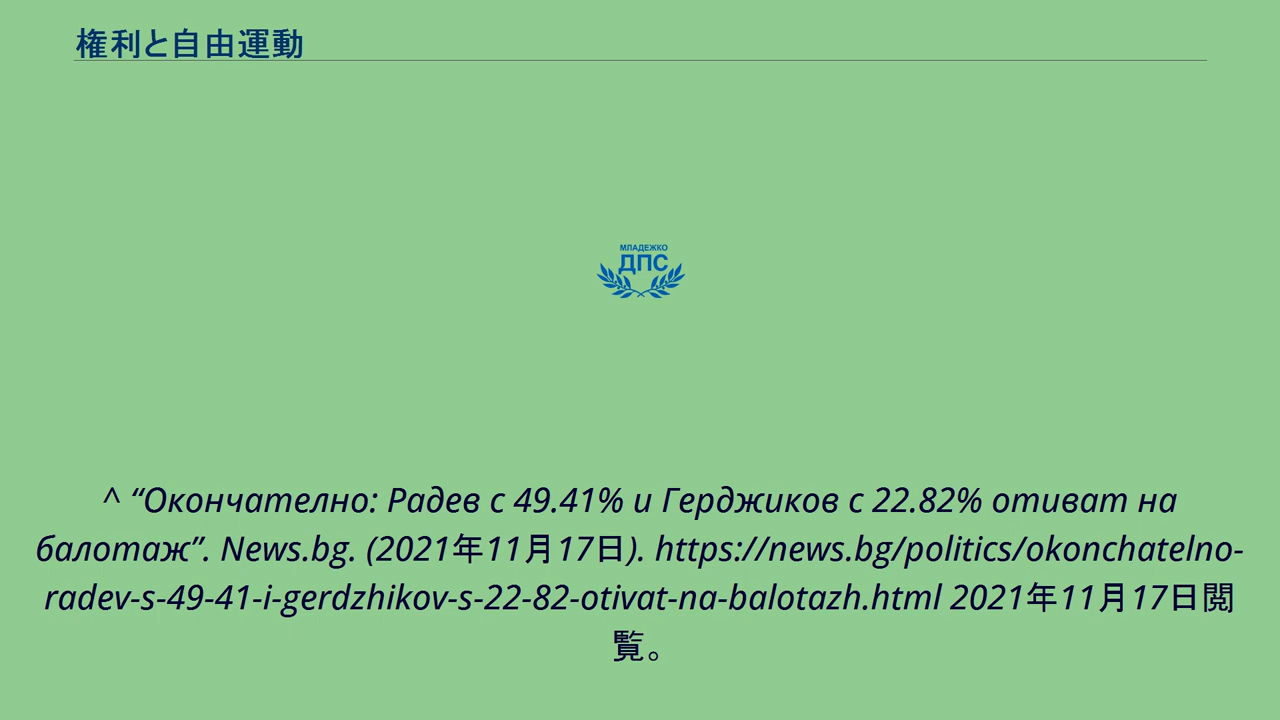 権利と自由運動
МЛАДЕЖКО
ДПС
^ “Окончателно: Радев с 49.41% и Герджиков с 22.82% отиват на
балотаж”. News.bg. (2021年11月17日). https://news.bg/politics/okonchatelno-
radev-s-49-41-i-gerdzhikov-s-22-82-otivat-na-balotazh.html 2021年11月17日閲
覧。